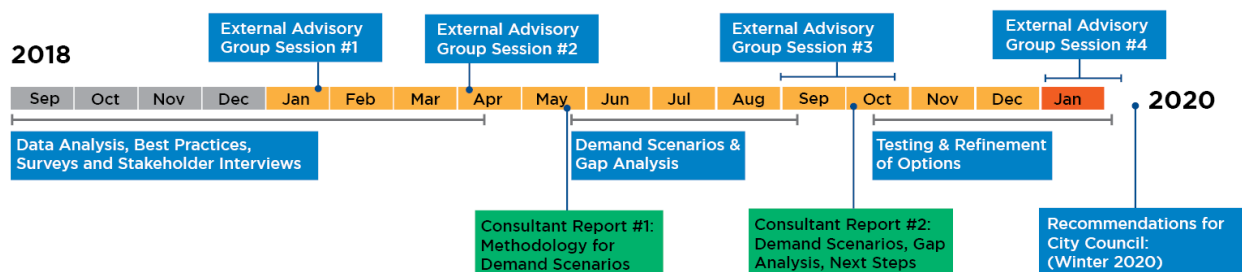 2018
External Advisory
Group Session #1
External Advisory
Group Session #2
External Advisory
Group Session #3
External Advisory
Group Session #4
Sep Oct Nov Dec Jan Feb Mar Apr May Jun Jul Aug Sep Oct Nov Dec Jan
2020
Data Analysis, Best Practices,
Surveys and Stakeholder Interviews
Demand Scenarios &
Gap Analysis
Testing & Refinement
of Options
Consultant Report #1:
Methodology for
Demand Scenarios
Consultant Report #2:
Demand Scenarios, Gap
Analysis, Next Steps
Recommendations for
City Council:
(Winter 2020)